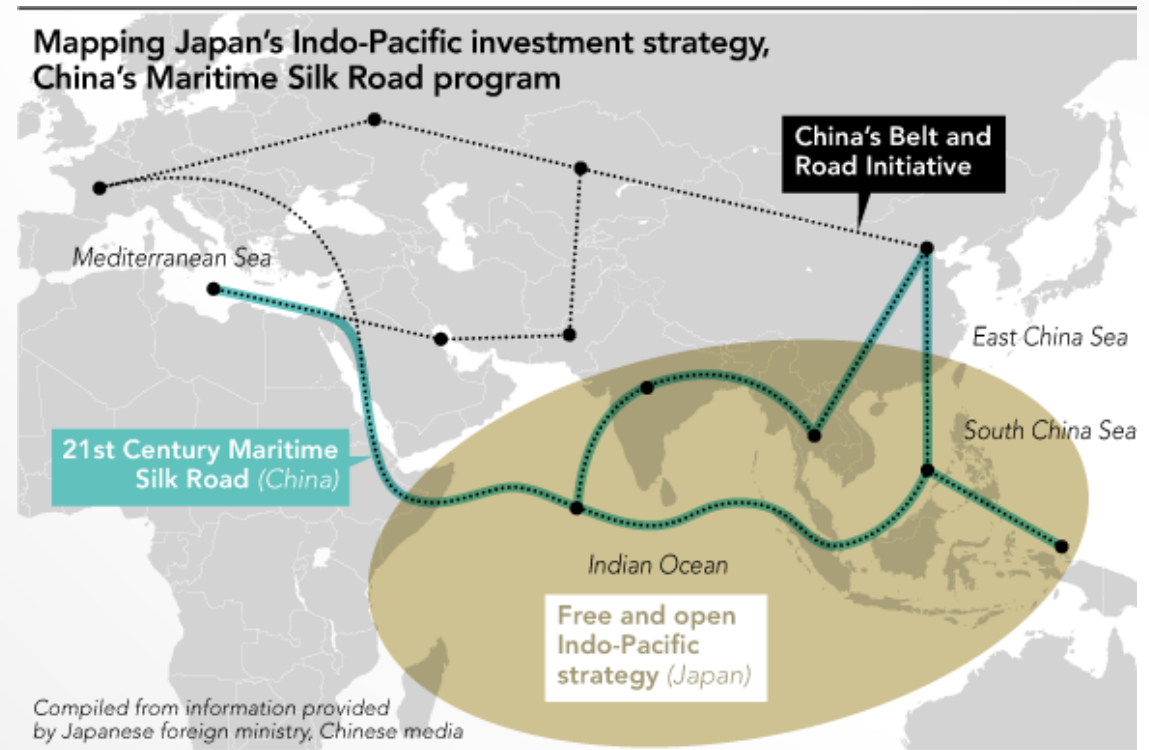 Mapping Japan's Indo-Pacific investment strategy,
China's Maritime Silk Road program
China's Belt and
Road Initiative
Mediterranean Sea
East China Sea
South China Sea
21st Century Maritime
Silk Road (China)
Indian Ocean
Free and open
Indo-Pacific
strategy (Japan)
Compiled from information provided
by Japanese foreign ministry, Chinese media